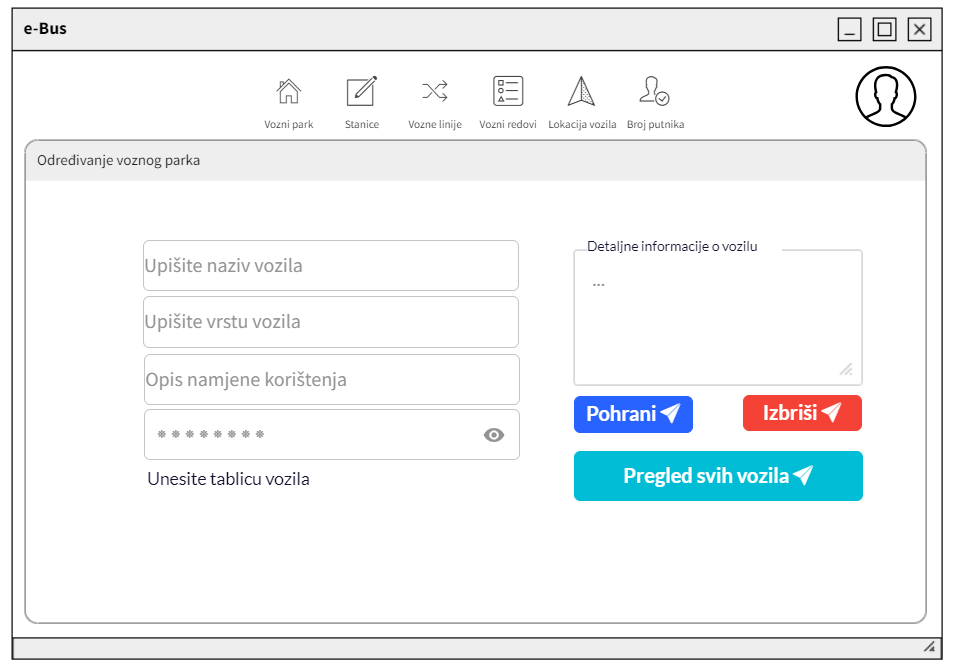 e-Bus
Vozni park
Stanice
Vozne linije
Vozni redovi
Lokacija vozila
Broj putnika
Određivanje voznog parka
Upišite naziv vozila
Upišite vrstu vozila
Opis namjene korištenja
********
Unesite tablicu vozila
Detaljne informacije o vozilu
...
Pohrani
Izbriši
Pregled svih vozila